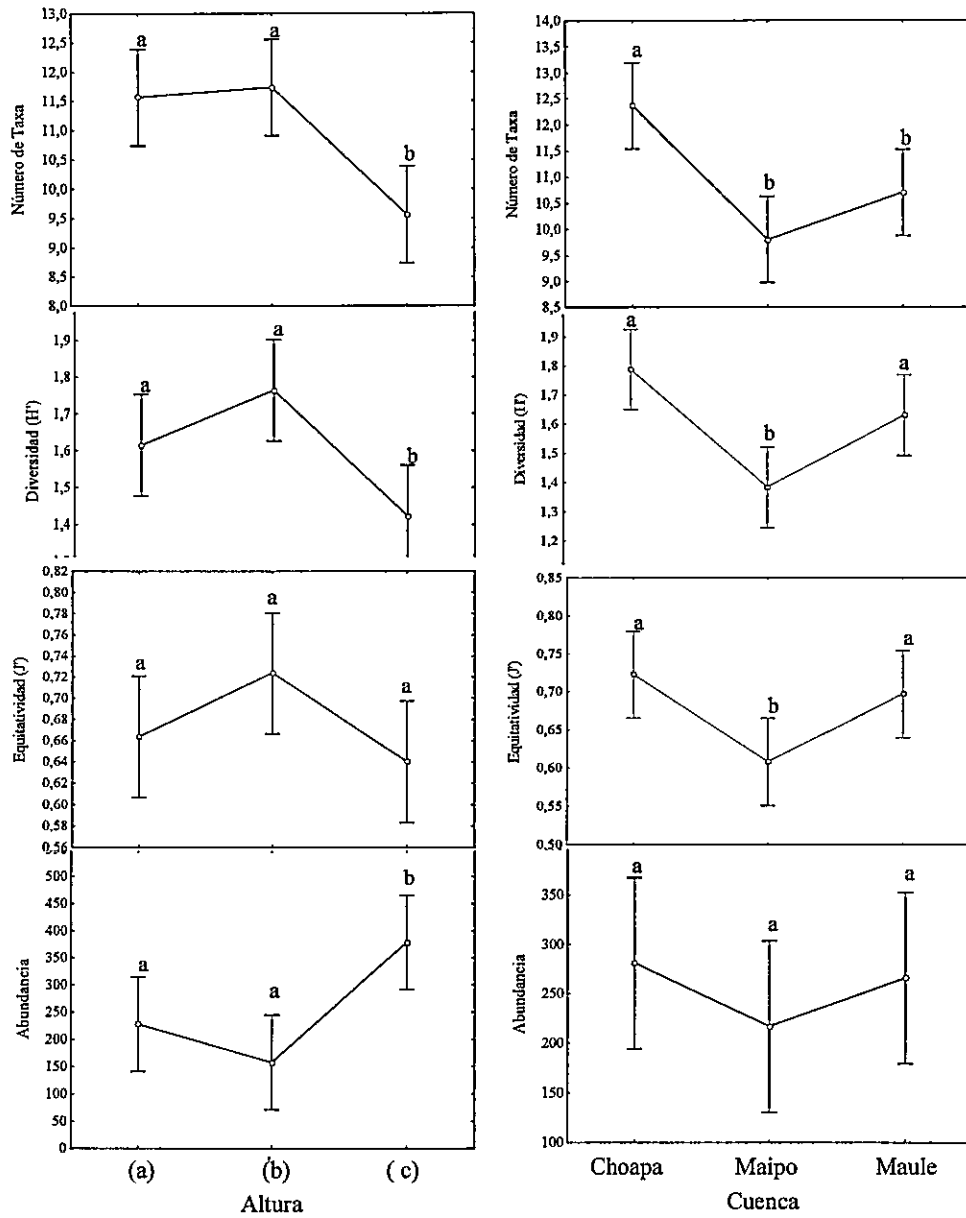 13,0
12,5
12,0
11,5
11,0
10,5
10,0
9,5
9,0
8,5
8,0
Número de Taxa
a
a
b
1,9
1,8
1,7
1,6
1,5
1,4
Diversidad (H')
a
a
b
0,82
0,80
0,78
0,76
0,74
0,72
0,70
0,68
0,66
0,64
0,62
0,60
0,58
0,56
Equitatividad (J')
a
a
a
500
450
400
350
300
250
200
150
100
50
0
Abundancia
a
a
b
(a)
(b)
( c)
Altura
14,0
13,5
13,0
12,5
12,0
11,5
11,0
10,5
10,0
9,5
9,0
8,5
Número de Taxa
a
b
b
1,9
1,8
1,7
1,6
1,5
1,4
1,3
1,2
Diversidad (H')
a
b
a
0,85
0,80
0,75
0,70
0,65
0,60
0,55
0,50
Equitatividad (J')
a
b
a
350
300
250
200
150
100
Abundancia
a
a
a
Choapa
Maipo
Maule
Cuenca